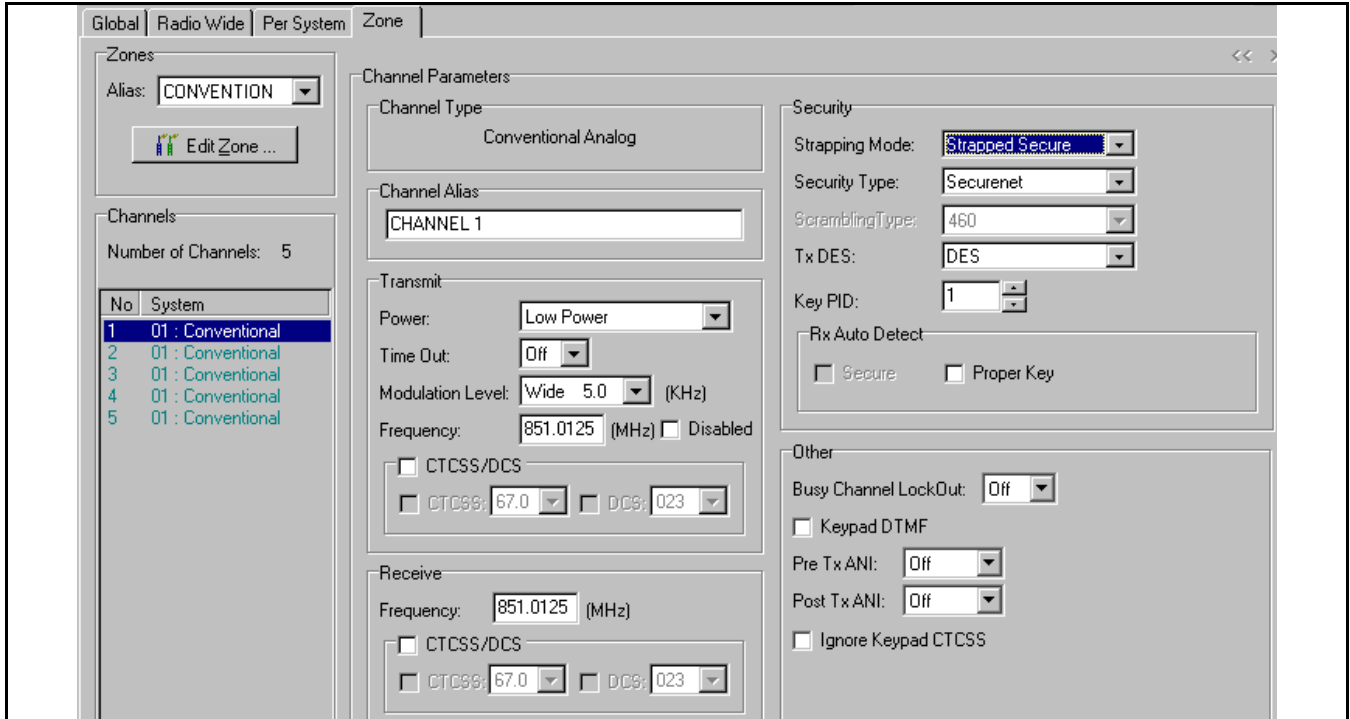 Global Radio Wide Per System Zone
<< >
Zones
Alias: CONVENTION
Edit Zone ...
Channels
Number of Channels: 5
No System
1 01 : Conventional
2 01 : Conventional
3 01 : Conventional
4 01 : Conventional
5 01 : Conventional
Channel Parameters
Channel Type
Conventional Analog
Channel Alias
CHANNEL 1
Transmit
Power: Low Power
Time Out: Off
Modulation Level: Wide 5.0 (KHz)
Frequency: 851.0125 (MHz) Disabled
CTCSS/DCS
CTCSS: 67.0 DCS: 023
Receive
Frequency: 851.0125 (MHz)
CTCSS/DCS
CTCSS: 67.0 DCS: 023
Security
Strapping Mode: Strapped Secure
Security Type: Securenet
ScramblingType: 460
Tx DES: DES
Key PID: 1
Rx Auto Detect
Secure Proper Key
Other
Busy Channel LockOut: Off
Keypad DTMF
Pre Tx ANI: Off
Post Tx ANI: Off
Ignore Keypad CTCSS